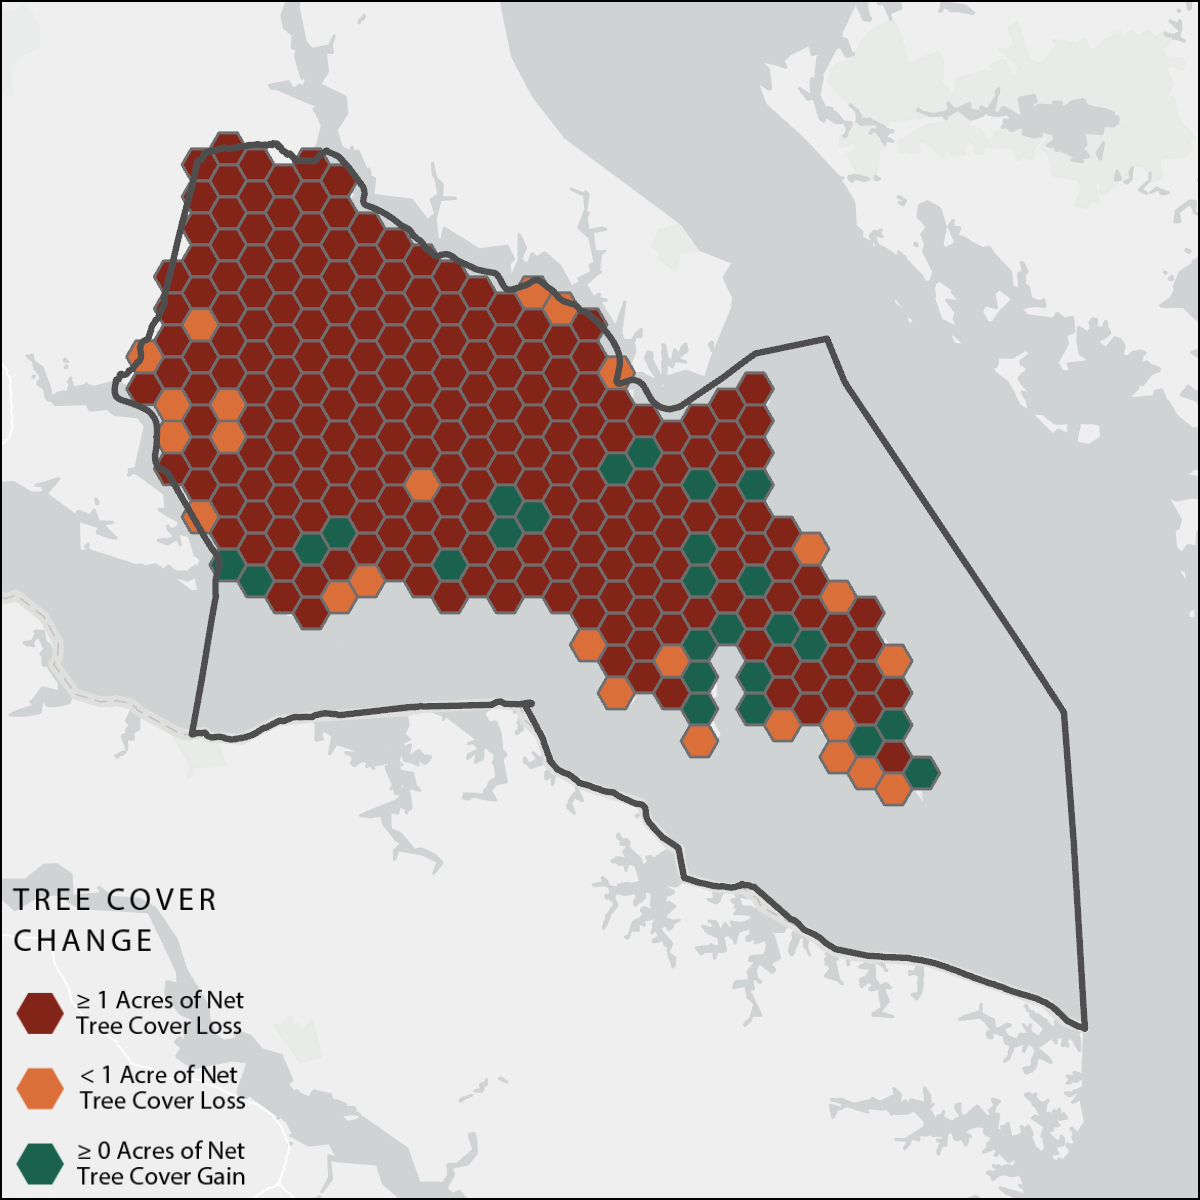 TREE COVER
CHANGE
≥ 1 Acres of Net
Tree Cover Loss
< 1 Acre of Net
Tree Cover Loss
≥ 0 Acres of Net
Tree Cover Gain